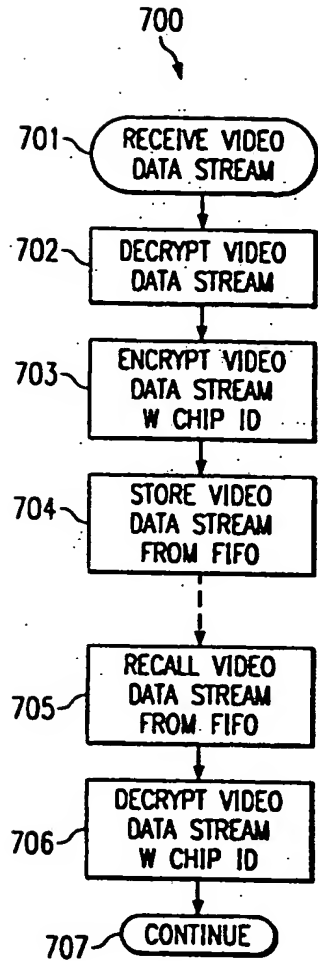 700
701
RECEIVE VIDEO
DATA STREAM
702
DECRYPT VIDEO
DATA STREAM
703
ENCRYPT VIDEO
DATA STREAM
W CHIP ID
704
STORE VIDEO
DATA STREAM
FROM FIFO
705
RECALL VIDEO
DATA STREAM
FROM FIFO
706
DECRYPT VIDEO
DATA STREAM
W CHIP ID
707
CONTINUE